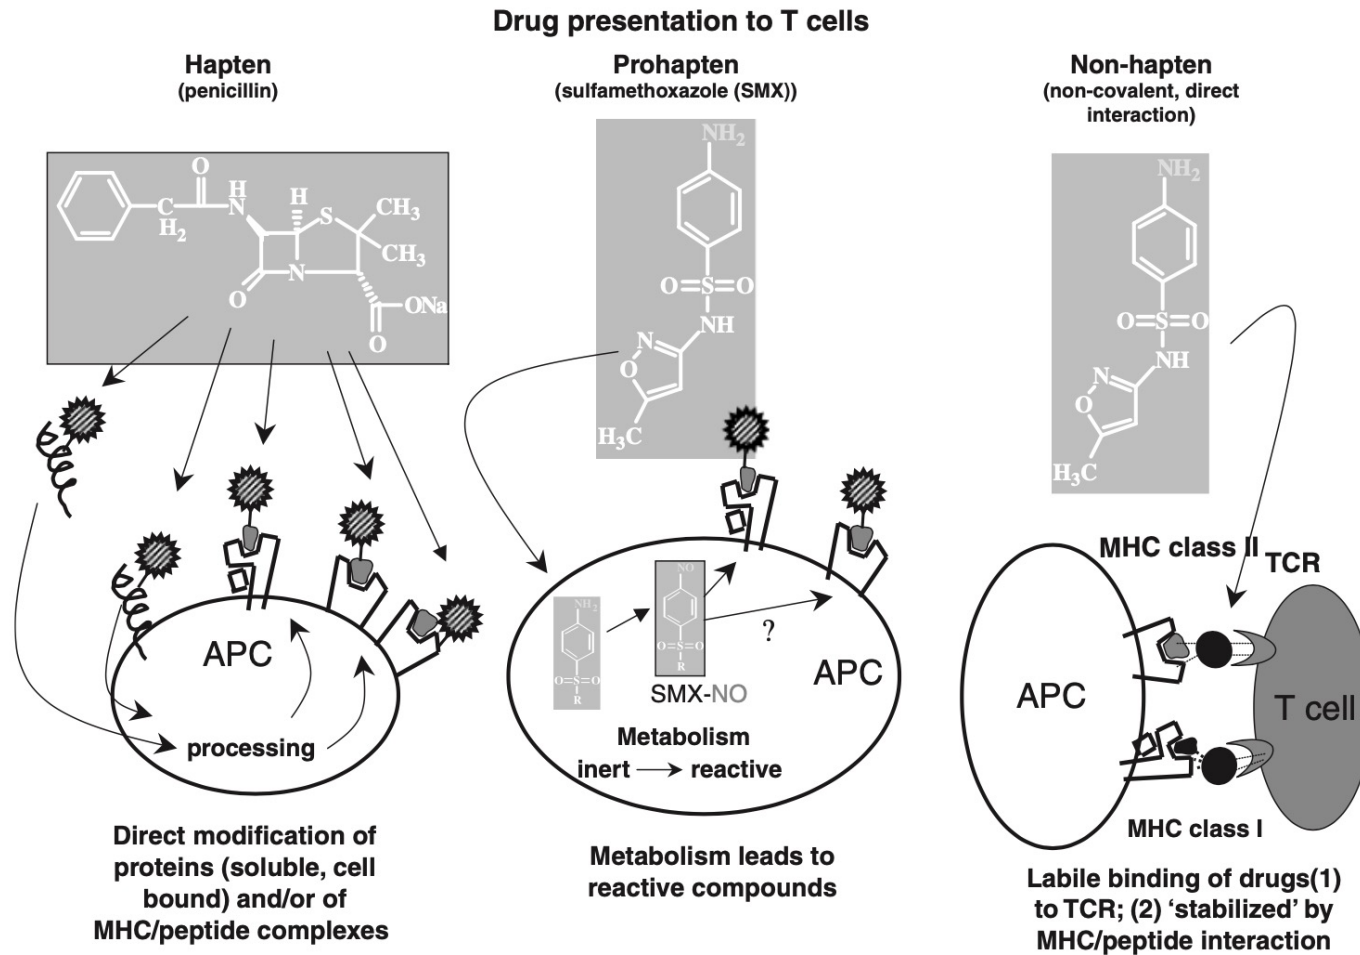 Drug presentation to T cells
Hapten
(penicillin)
O
H
N
H
S
CH3
C
H2
CH3
N
O
ONa
O
Prohapten
(sulfamethoxazole (SMX))
NH2
O=S=O
NH
N
O
H3C
Non-hapten
(non-covalent, direct
interaction)
NH2
O=S=O
NH
N
O
H3C
APC
processing
Direct modification of
proteins (soluble, cell
bound) and/or of
MHC/peptide complexes
NH2
O=S=O
R
NO
O=S=O
R
?
APC
SMX-NO
Metabolism
inert → reactive
Metabolism leads to
reactive compounds
MHC class II
TCR
APC
T cell
MHC class I
Labile binding of drugs(1)
to TCR; (2) ‘stabilized’ by
MHC/peptide interaction